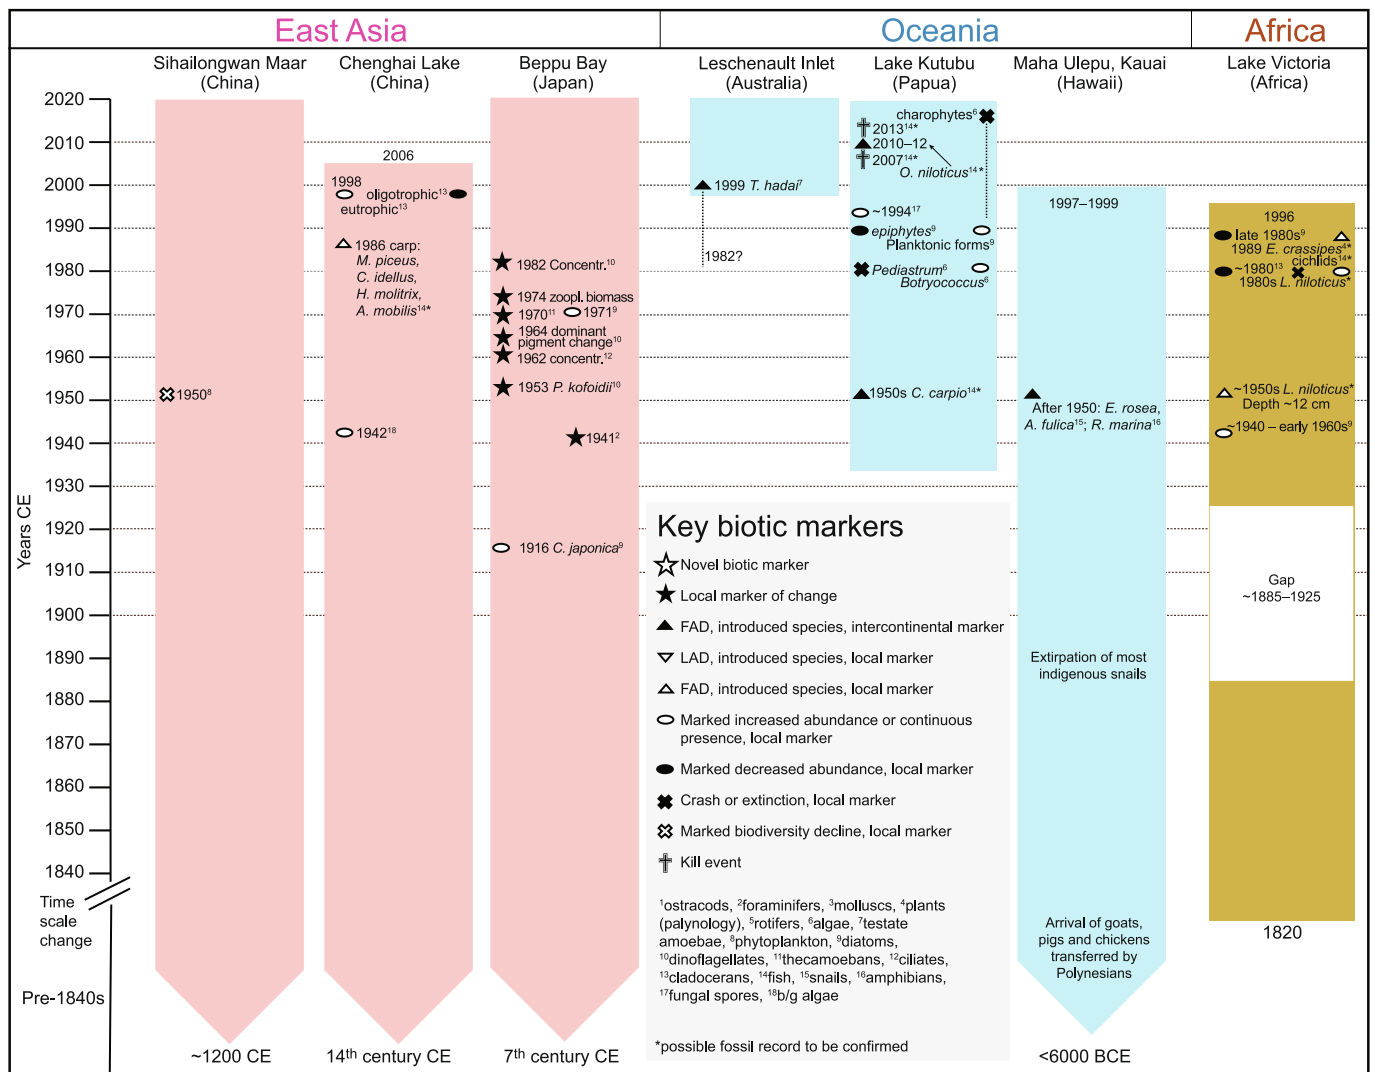 East Asia
Oceania
Africa
Sihailongwan Maar
(China)
Chenghai Lake
(China)
Beppu Bay
(Japan)
Leschenault Inlet
(Australia)
Lake Kutubu
(Papua)
Maha Ulepu, Kauai
(Hawaii)
Lake Victoria
(Africa)
Years CE
2020
2010
2000
1990
1980
1970
1960
1950
1940
1930
1920
1910
1900
1890
1880
1870
1860
1850
1840
Time
scale
change
Pre-1840s
1950⁸
~1200 CE
2006
1998
oligotrophic¹³
eutrophic¹³
1986 carp:
M. piceus,
C. idellus,
H. molitrix,
A. mobilis¹⁴*
1942¹⁸
14th century CE
1982 Concentr.¹⁰
1974 zoopl. biomass
1970¹¹
1971⁹
1964 dominant
pigment change¹⁰
1962 concentr.¹²
1953 P. kofoidii¹⁰
1941²
1916 C. japonica⁹
7th century CE
1999 T. hadai⁷
1982?
charophytes⁶
2013¹⁴*
2010–12
2007¹⁴*
O. niloticus¹⁴*
~1994¹⁷
epiphytes⁹
Planktonic forms⁹
Pediastrum⁶
Botryococcus⁶
1950s C. carpio¹⁴*
1997–1999
After 1950: E. rosea,
A. fulica¹⁵; R. marina¹⁶
Extirpation of most
indigenous snails
Arrival of goats,
pigs and chickens
transferred by
Polynesians
<6000 BCE
1996
late 1980s⁹
1989 E. crassipes⁴*
cichlids¹⁴*
~1980¹³
1980s L. niloticus*
~1950s L. niloticus*
Depth ~12 cm
~1940 – early 1960s⁹
Gap
~1885–1925
1820
Key biotic markers
Novel biotic marker
Local marker of change
FAD, introduced species, intercontinental marker
LAD, introduced species, local marker
FAD, introduced species, local marker
Marked increased abundance or continuous
presence, local marker
Marked decreased abundance, local marker
Crash or extinction, local marker
Marked biodiversity decline, local marker
Kill event
¹ostracods, ²foraminifers, ³molluscs, ⁴plants
(palynology), ⁵rotifers, ⁶algae, ⁷testate
amoebae, ⁸phytoplankton, ⁹diatoms,
¹⁰dinoflagellates, ¹¹thecamoebans, ¹²ciliates,
¹³cladocerans, ¹⁴fish, ¹⁵snails, ¹⁶amphibians,
¹⁷fungal spores, ¹⁸b/g algae
*possible fossil record to be confirmed